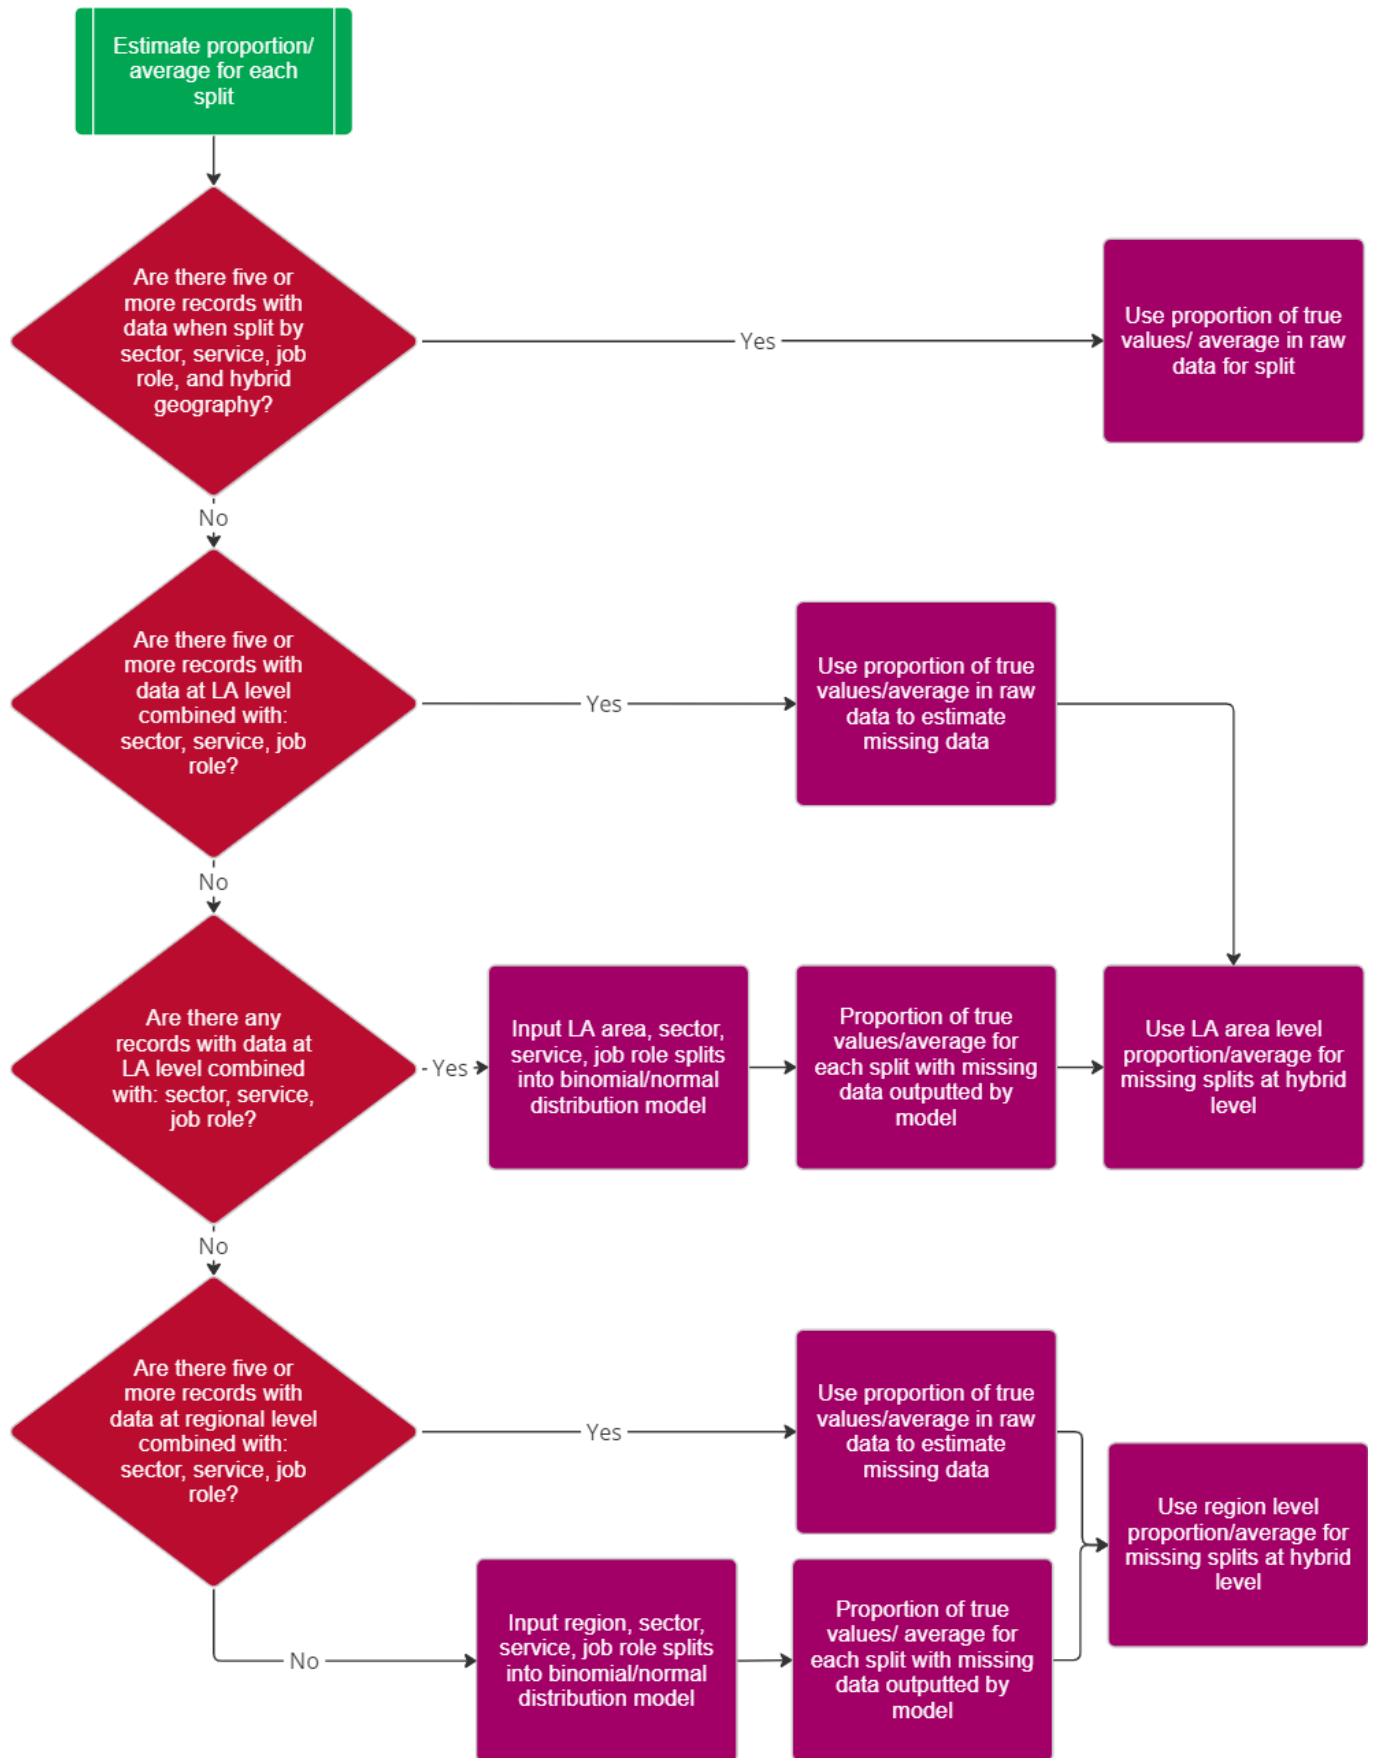 Estimate proportion/
average for each
split
Are there five or
more records with
data when split by
sector, service, job
role, and hybrid
geography?
Yes
Use proportion of true
values/ average in raw
data for split
No
Are there five or
more records with
data at LA level
combined with:
sector, service, job
role?
Yes
Use proportion of true
values/average in raw
data to estimate
missing data
No
Are there any
records with data at
LA level combined
with: sector, service,
job role?
Yes
Input LA area, sector,
service, job role splits
into binomial/normal
distribution model
Proportion of true
values/average for
each split with missing
data outputted by
model
Use LA area level
proportion/average for
missing splits at hybrid
level
No
Are there five or
more records with
data at regional level
combined with:
sector, service, job
role?
Yes
Use proportion of true
values/average in raw
data to estimate
missing data
No
Input region, sector,
service, job role splits
into binomial/normal
distribution model
Proportion of true
values/ average for
each split with missing
data outputted by
model
Use region level
proportion/average for
missing splits at hybrid
level